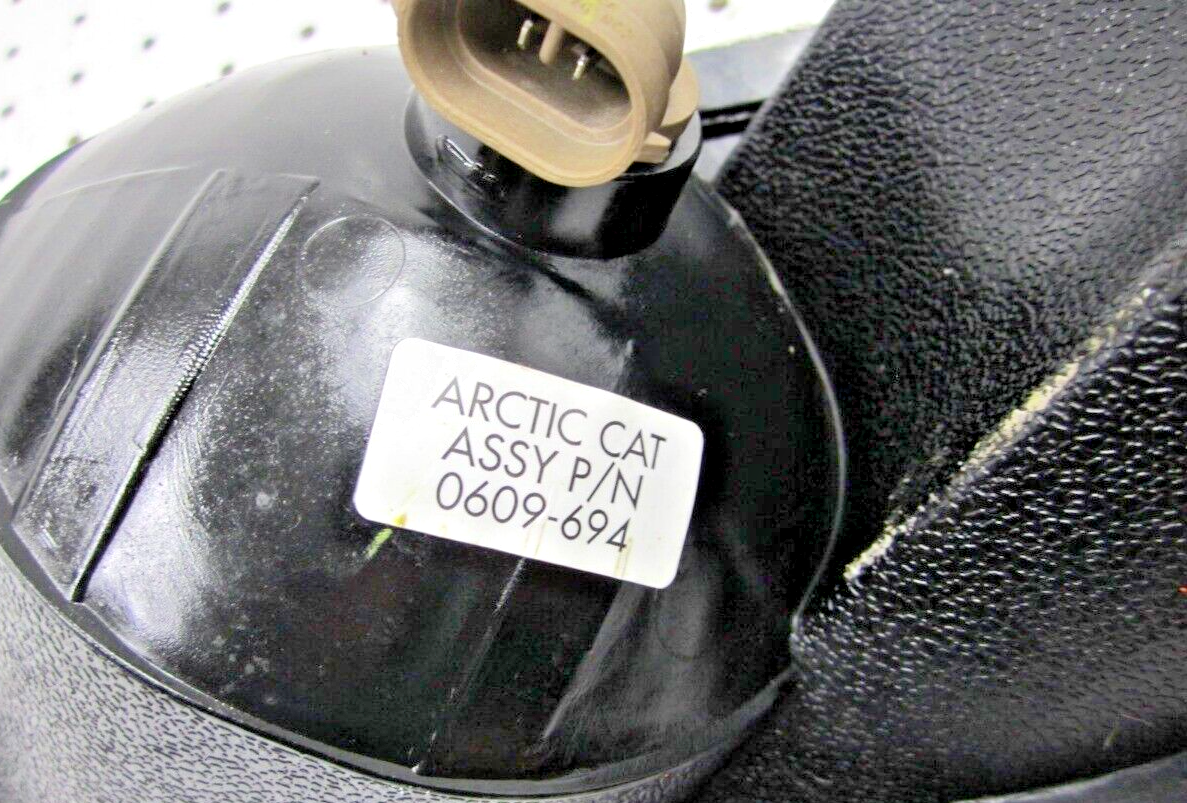 ARCTIC CAT
ASSY P/N
0609-694